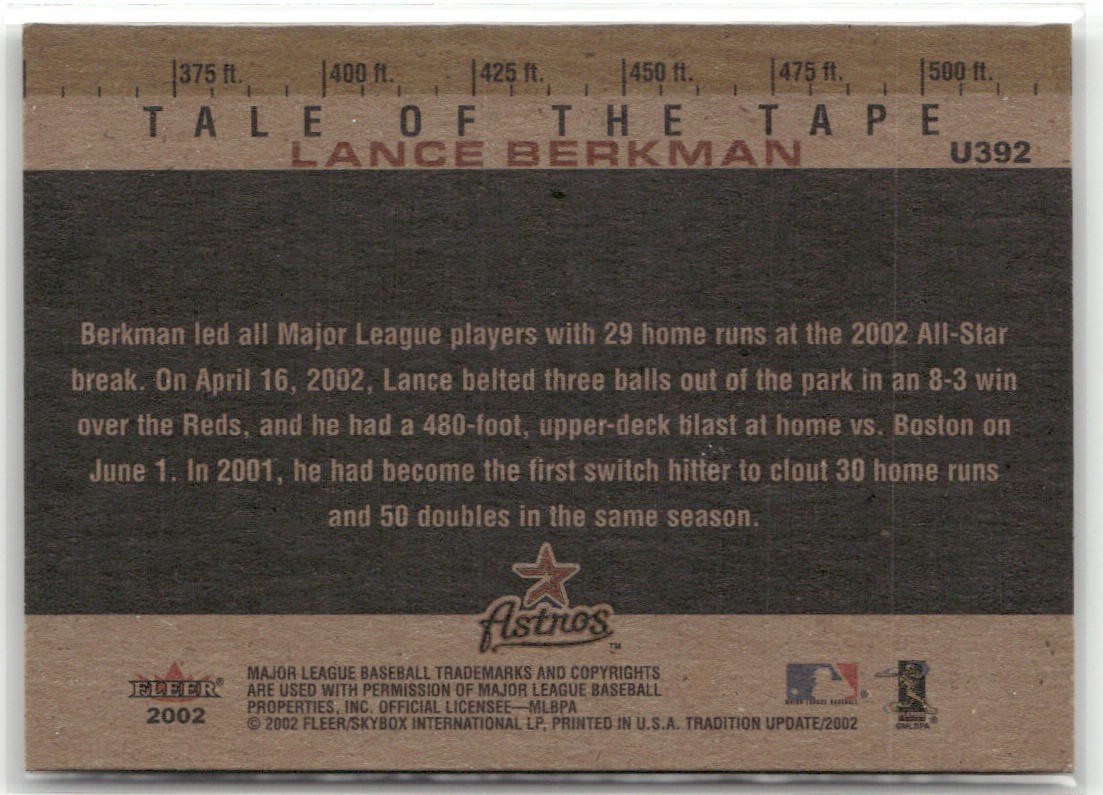 375 ft. 400 ft. 425 ft. 450 ft. 475 ft. 500 ft.
TALE OF THE TAPE
LANCE BERKMAN
U392
Berkman led all Major League players with 29 home runs at the 2002 All-Star
break. On April 16, 2002, Lance belted three balls out of the park in an 8-3 win
over the Reds, and he had a 480-foot, upper-deck blast at home vs. Boston on
June 1. In 2001, he had become the first switch hitter to clout 30 home runs
and 50 doubles in the same season.
Astros™
FLEER®
2002
MAJOR LEAGUE BASEBALL TRADEMARKS AND COPYRIGHTS
ARE USED WITH PERMISSION OF MAJOR LEAGUE BASEBALL
PROPERTIES, INC. OFFICIAL LICENSEE—MLBPA
© 2002 FLEER/SKYBOX INTERNATIONAL LP, PRINTED IN U.S.A. TRADITION UPDATE/2002
MAJOR LEAGUE BASEBALL®
©MLBPA